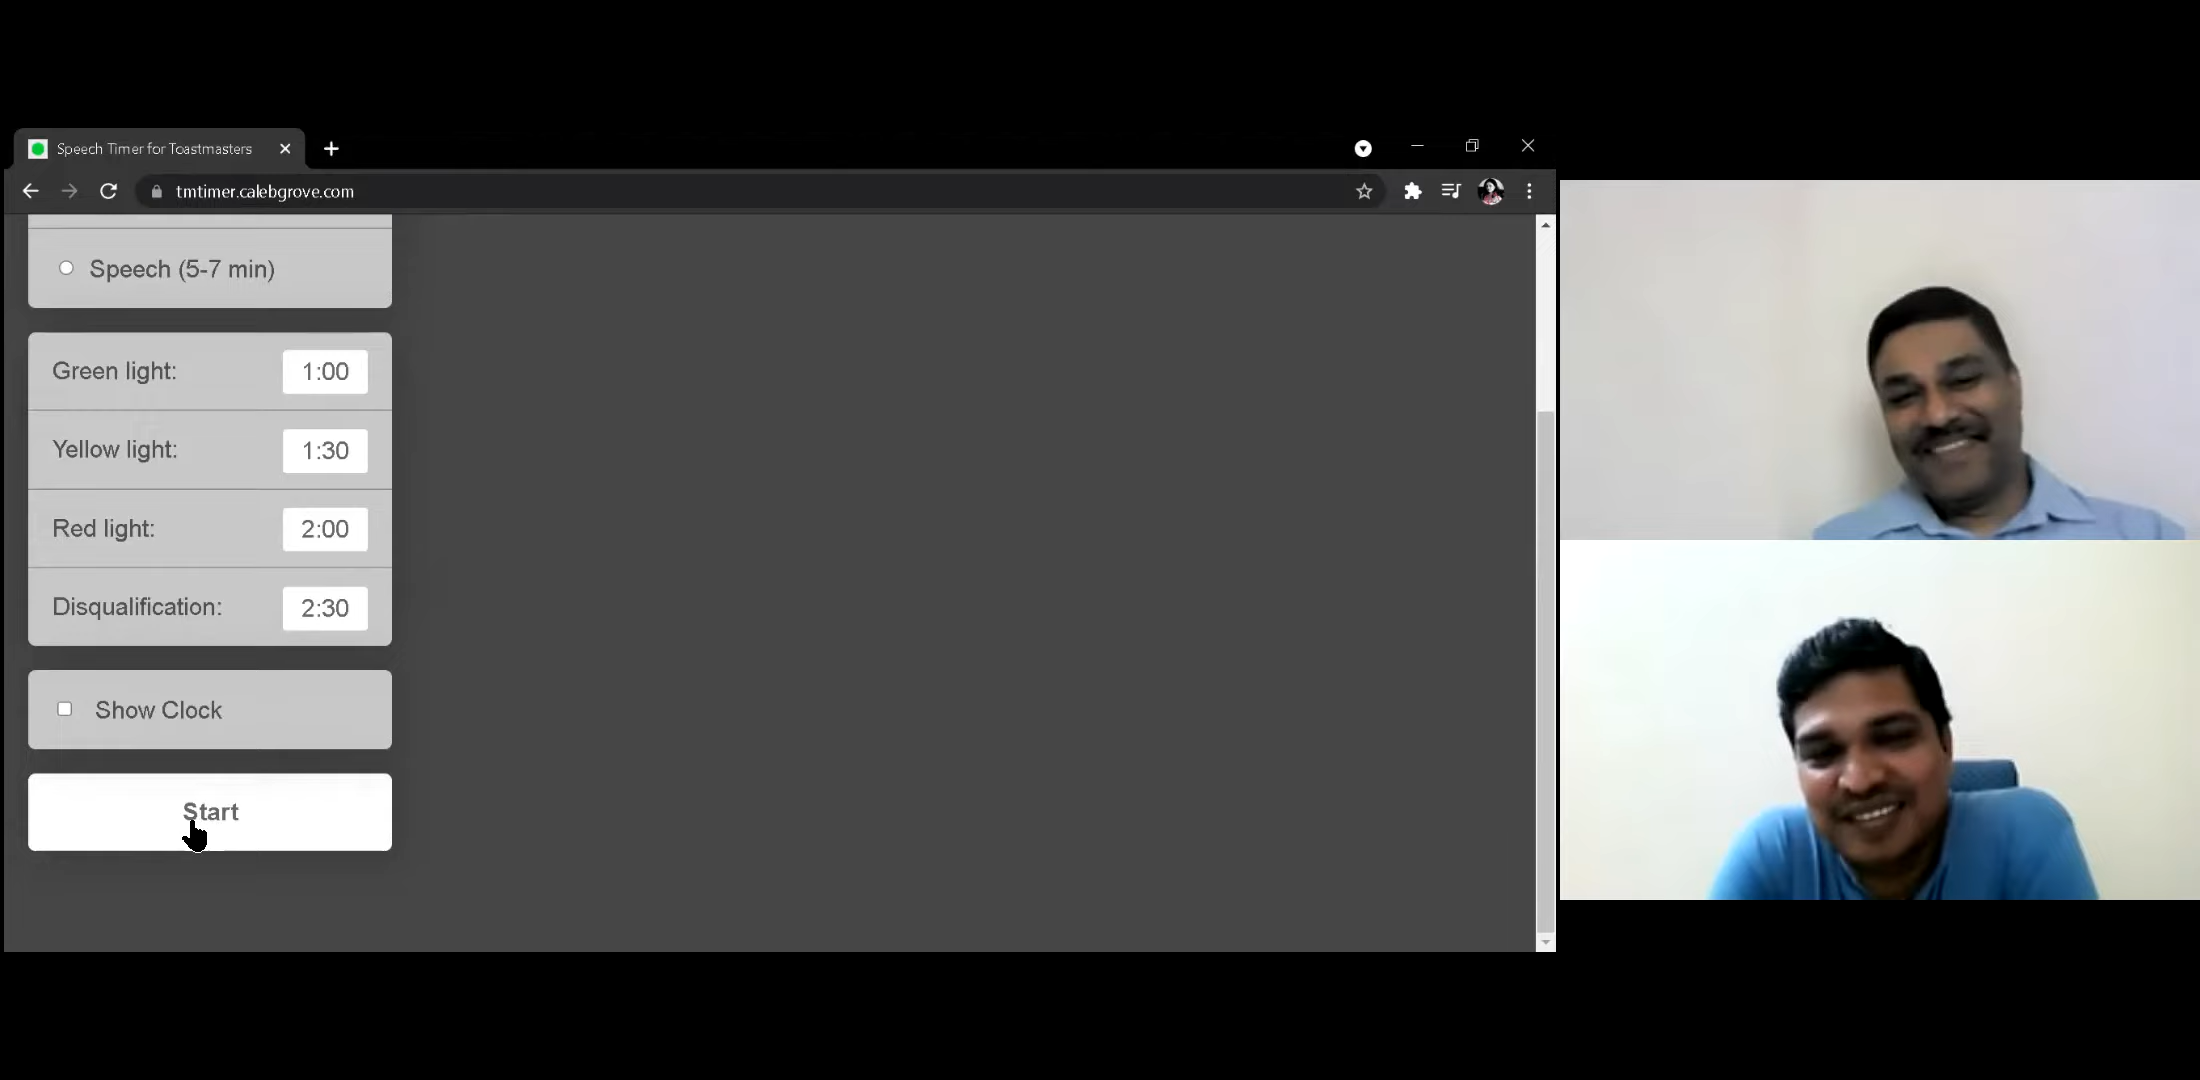 Speech Timer for Toastmasters
tmtimer.calebgrove.com
Speech (5-7 min)
Green light: 1:00
Yellow light: 1:30
Red light: 2:00
Disqualification: 2:30
Show Clock
Start